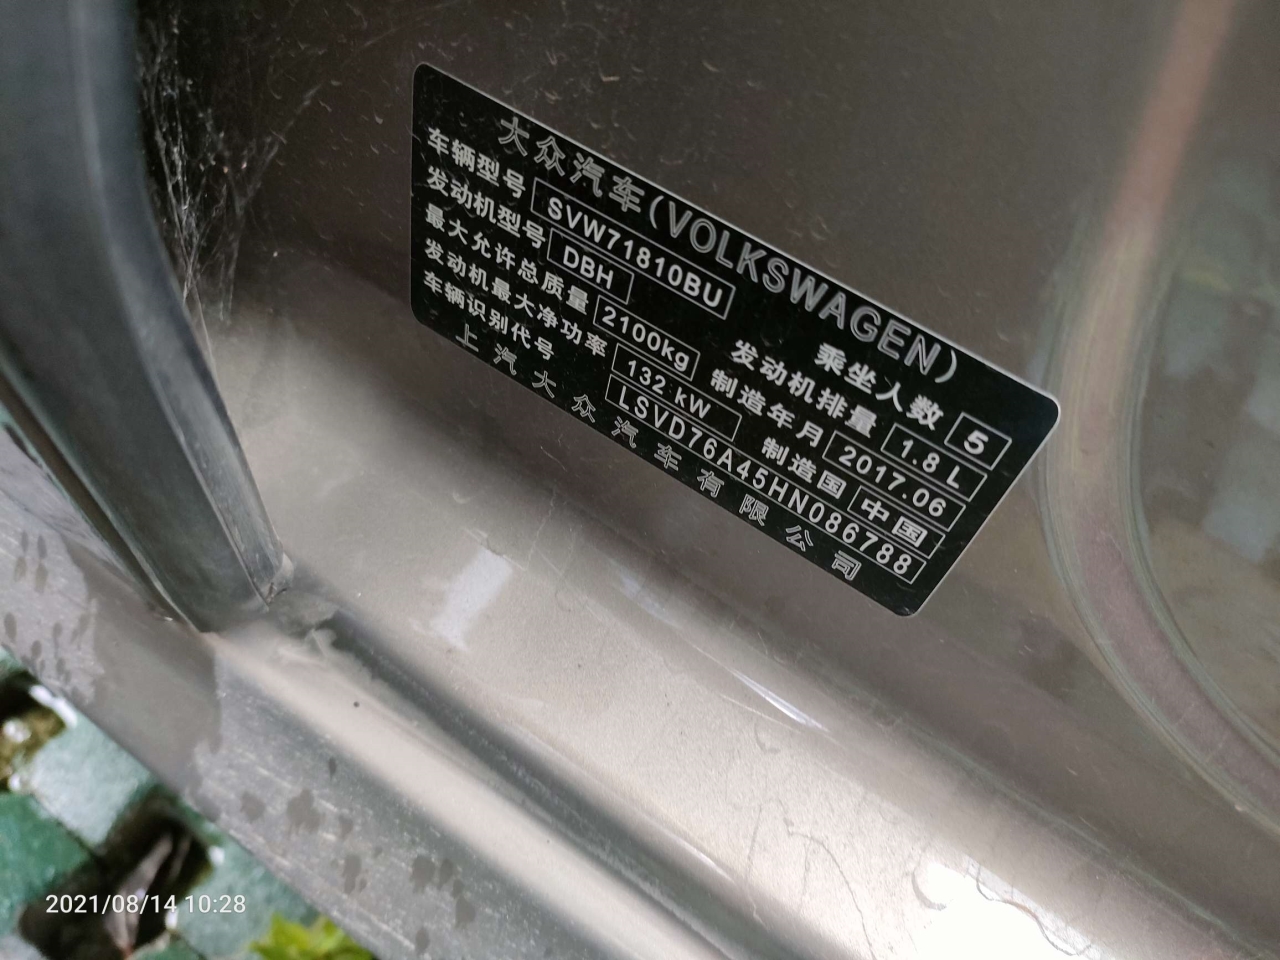 大众汽车(VOLKSWAGEN)
车辆型号 SVW71810BU 乘坐人数 5
发动机型号 DBH 发动机排量 1.8 L
最大允许总质量 2100kg 制造年月 2017.06
发动机最大净功率 132 kW 制造国 中国
车辆识别代号 LSVD76A45HN086788
上汽大众汽车有限公司
2021/08/14 10:28